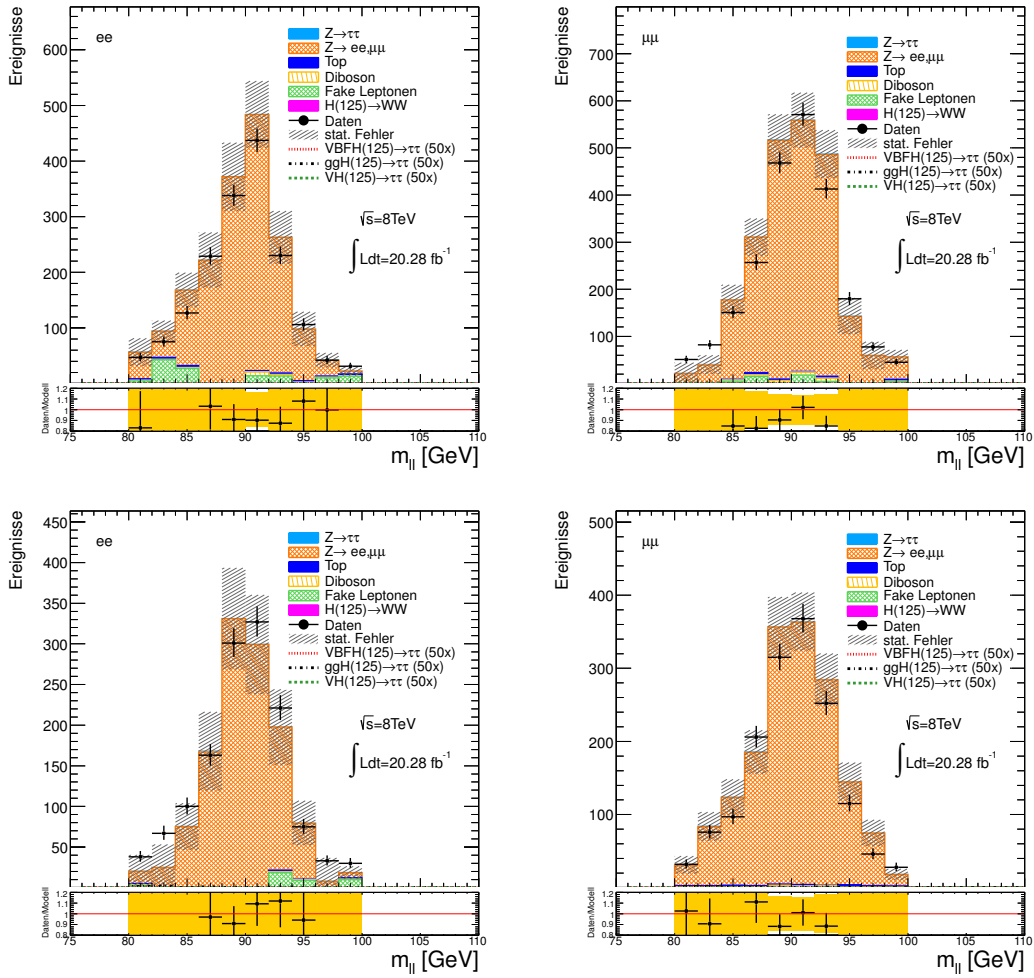 Ereignisse
ee
Z→ττ
Z→ ee,μμ
Top
Diboson
Fake Leptonen
H(125)→WW
Daten
stat. Fehler
VBFH(125)→ττ (50x)
ggH(125)→ττ (50x)
VH(125)→ττ (50x)
√s=8TeV
∫ Ldt=20.28 fb⁻¹
600
500
400
300
200
100
Daten/Modell
1.2
1.1
1
0.9
0.8
75 80 85 90 95 100 105 110
m_ll [GeV]
Ereignisse
μμ
Z→ττ
Z→ ee,μμ
Top
Diboson
Fake Leptonen
H(125)→WW
Daten
stat. Fehler
VBFH(125)→ττ (50x)
ggH(125)→ττ (50x)
VH(125)→ττ (50x)
√s=8TeV
∫ Ldt=20.28 fb⁻¹
700
600
500
400
300
200
100
Daten/Modell
1.2
1.1
1
0.9
0.8
75 80 85 90 95 100 105 110
m_ll [GeV]
Ereignisse
ee
Z→ττ
Z→ ee,μμ
Top
Diboson
Fake Leptonen
H(125)→WW
Daten
stat. Fehler
VBFH(125)→ττ (50x)
ggH(125)→ττ (50x)
VH(125)→ττ (50x)
√s=8TeV
∫ Ldt=20.28 fb⁻¹
450
400
350
300
250
200
150
100
50
Daten/Modell
1.2
1.1
1
0.9
0.8
75 80 85 90 95 100 105 110
m_ll [GeV]
Ereignisse
μμ
Z→ττ
Z→ ee,μμ
Top
Diboson
Fake Leptonen
H(125)→WW
Daten
stat. Fehler
VBFH(125)→ττ (50x)
ggH(125)→ττ (50x)
VH(125)→ττ (50x)
√s=8TeV
∫ Ldt=20.28 fb⁻¹
500
400
300
200
100
Daten/Modell
1.2
1.1
1
0.9
0.8
75 80 85 90 95 100 105 110
m_ll [GeV]